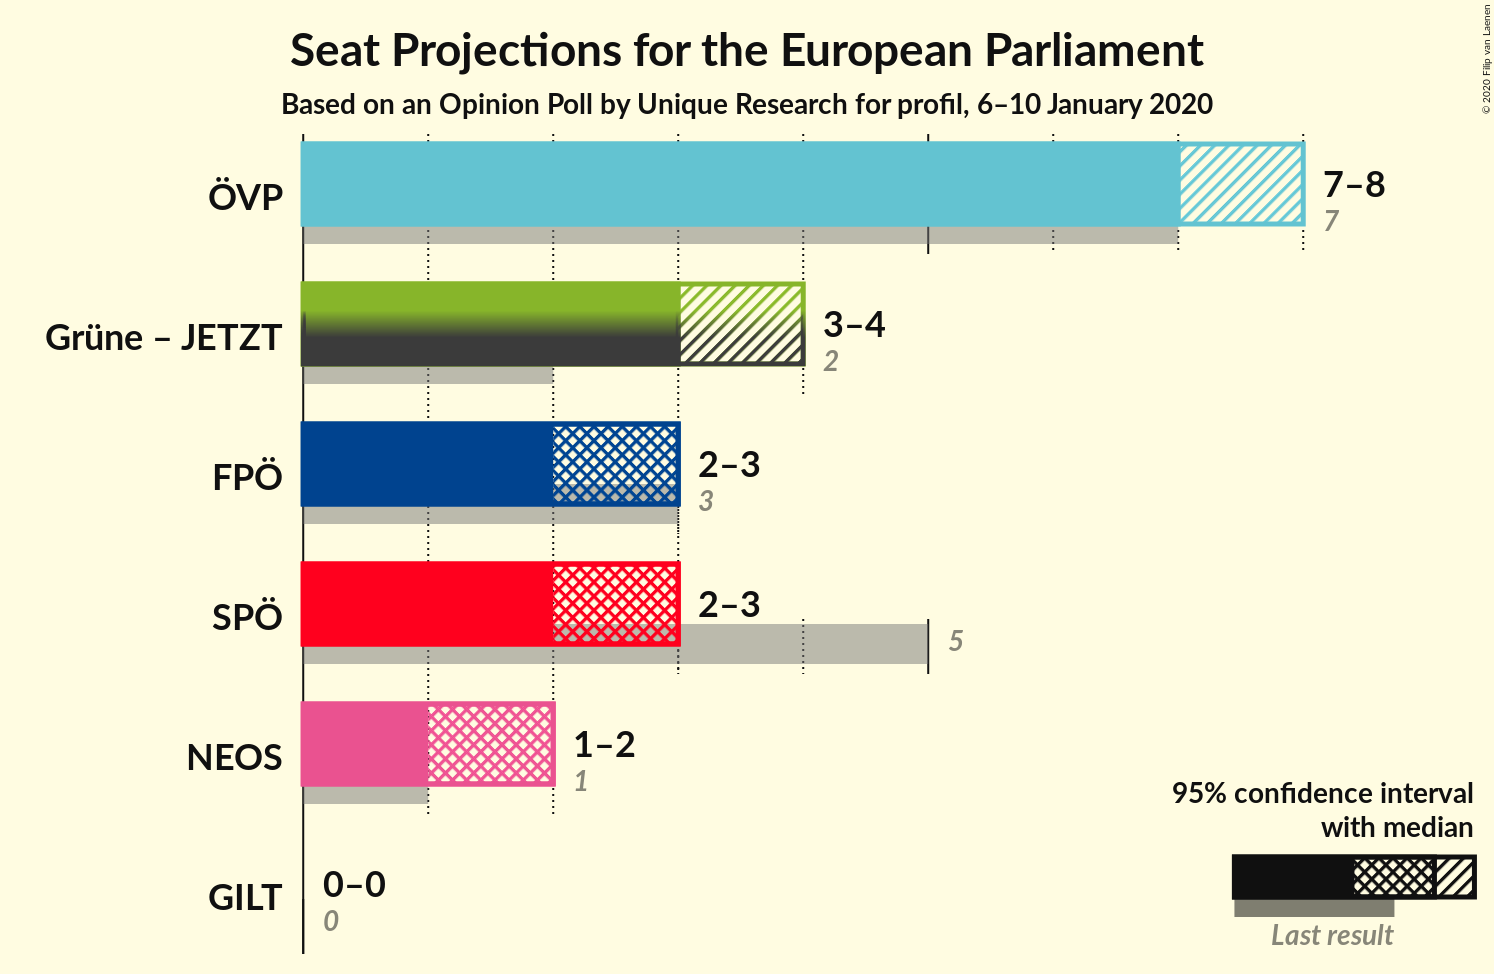 Seat Projections for the European Parliament
Based on an Opinion Poll by Unique Research for profil, 6–10 January 2020
© 2020 Filip van Laenen
ÖVP
7–8
7
Grüne – JETZT
3–4
2
FPÖ
2–3
3
SPÖ
2–3
5
NEOS
1–2
1
GILT
0–0
0
95% confidence interval
with median
Last result